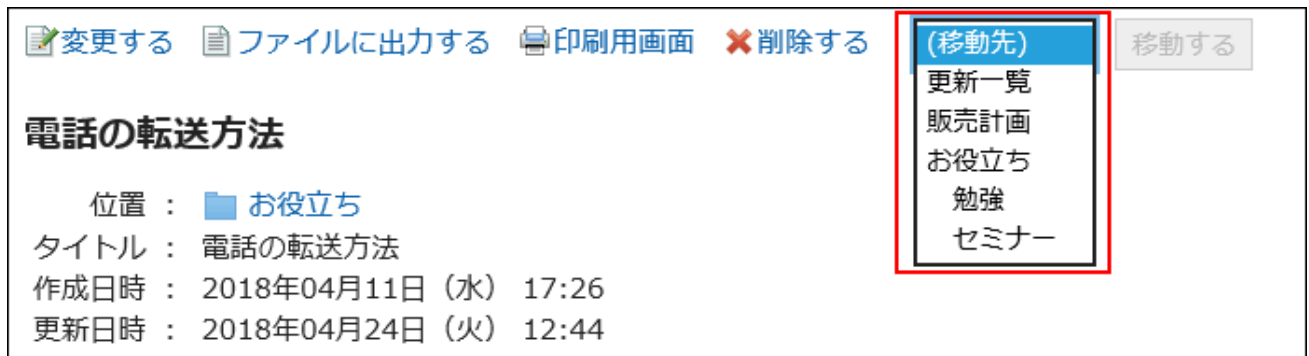 変更する ファイルに出力する 印刷用画面 削除する (移動先) 移動する
更新一覧
販売計画
お役立ち
勉強
セミナー
電話の転送方法
位置 : お役立ち
タイトル : 電話の転送方法
作成日時 : 2018年04月11日（水） 17:26
更新日時 : 2018年04月24日（火） 12:44